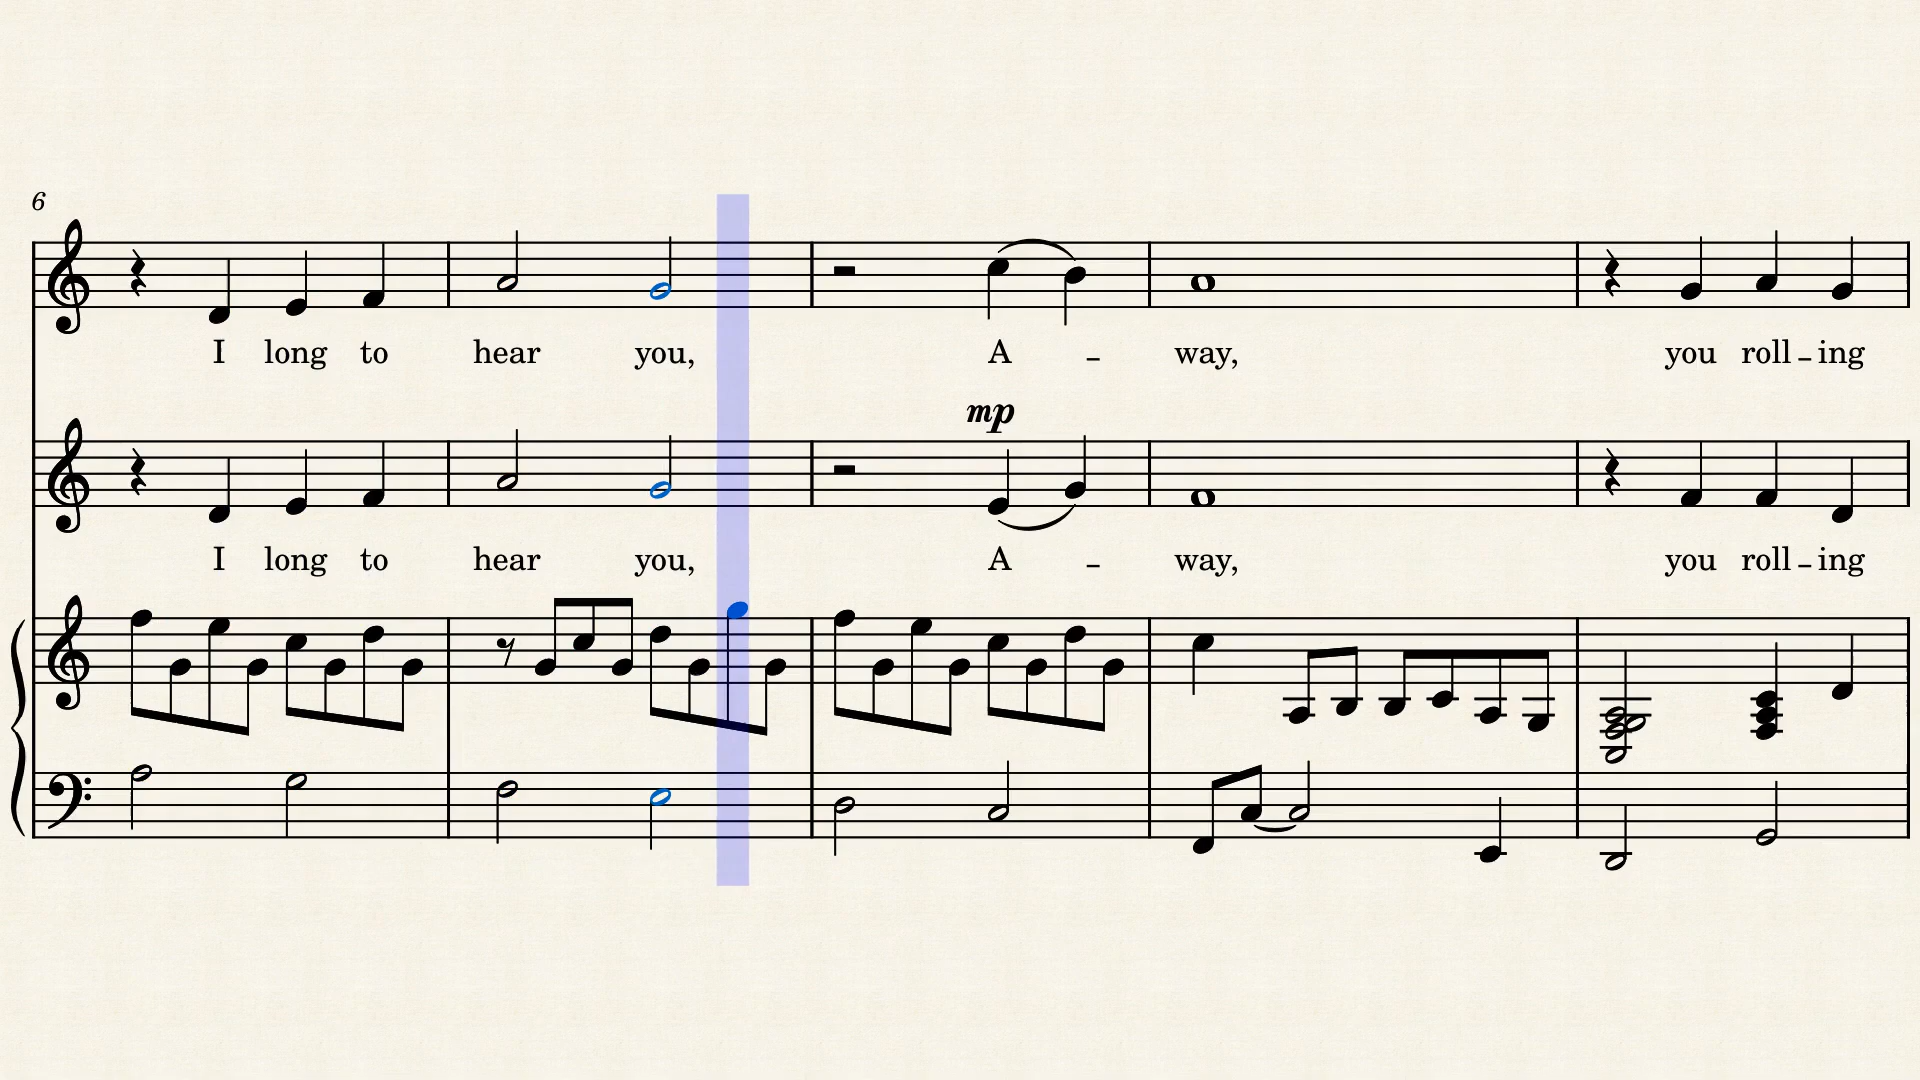 6
I long to hear you, A - way, you roll - ing
mp
I long to hear you, A - way, you roll - ing